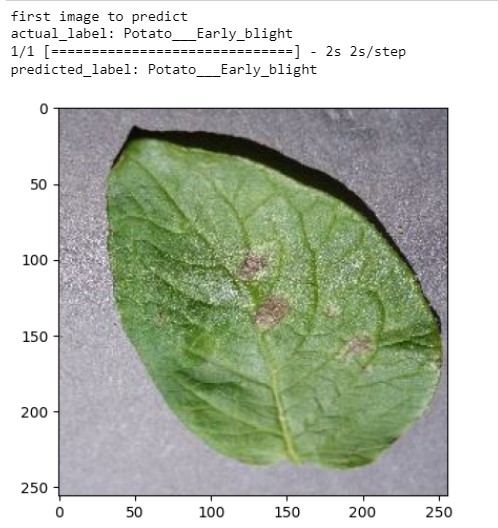 first image to predict
actual_label: Potato___Early_blight
1/1 [==============================] - 2s 2s/step
predicted_label: Potato___Early_blight
0
50
100
150
200
250
0 50 100 150 200 250